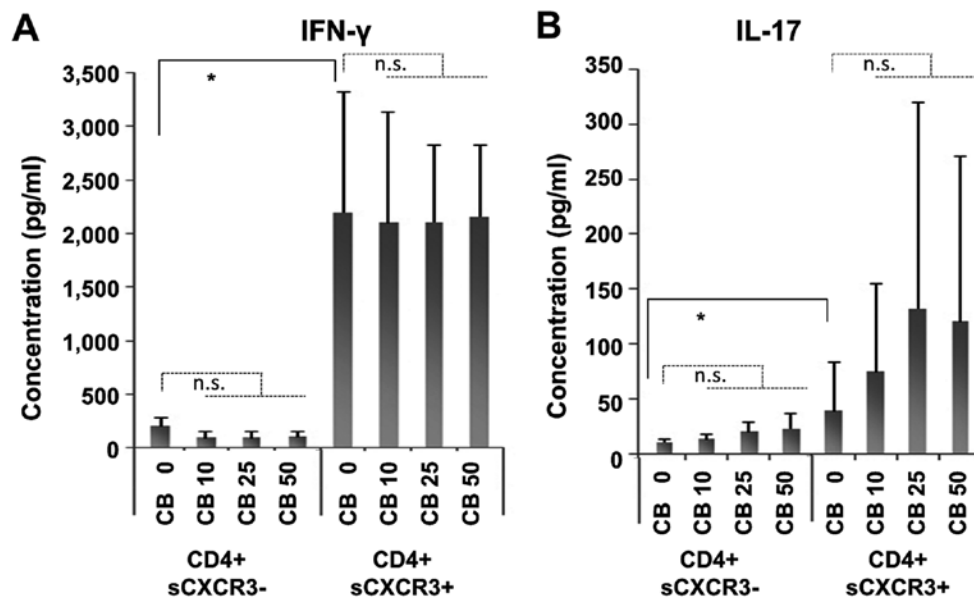 A
IFN-γ
Concentration (pg/ml)
3,500
3,000
2,500
2,000
1,500
1,000
500
0
*
n.s.
n.s.
CB 0
CB 10
CB 25
CB 50
CB 0
CB 10
CB 25
CB 50
CD4+
sCXCR3-
CD4+
sCXCR3+
B
IL-17
Concentration (pg/ml)
350
300
250
200
150
100
50
0
*
n.s.
n.s.
CB 0
CB 10
CB 25
CB 50
CB 0
CB 10
CB 25
CB 50
CD4+
sCXCR3-
CD4+
sCXCR3+